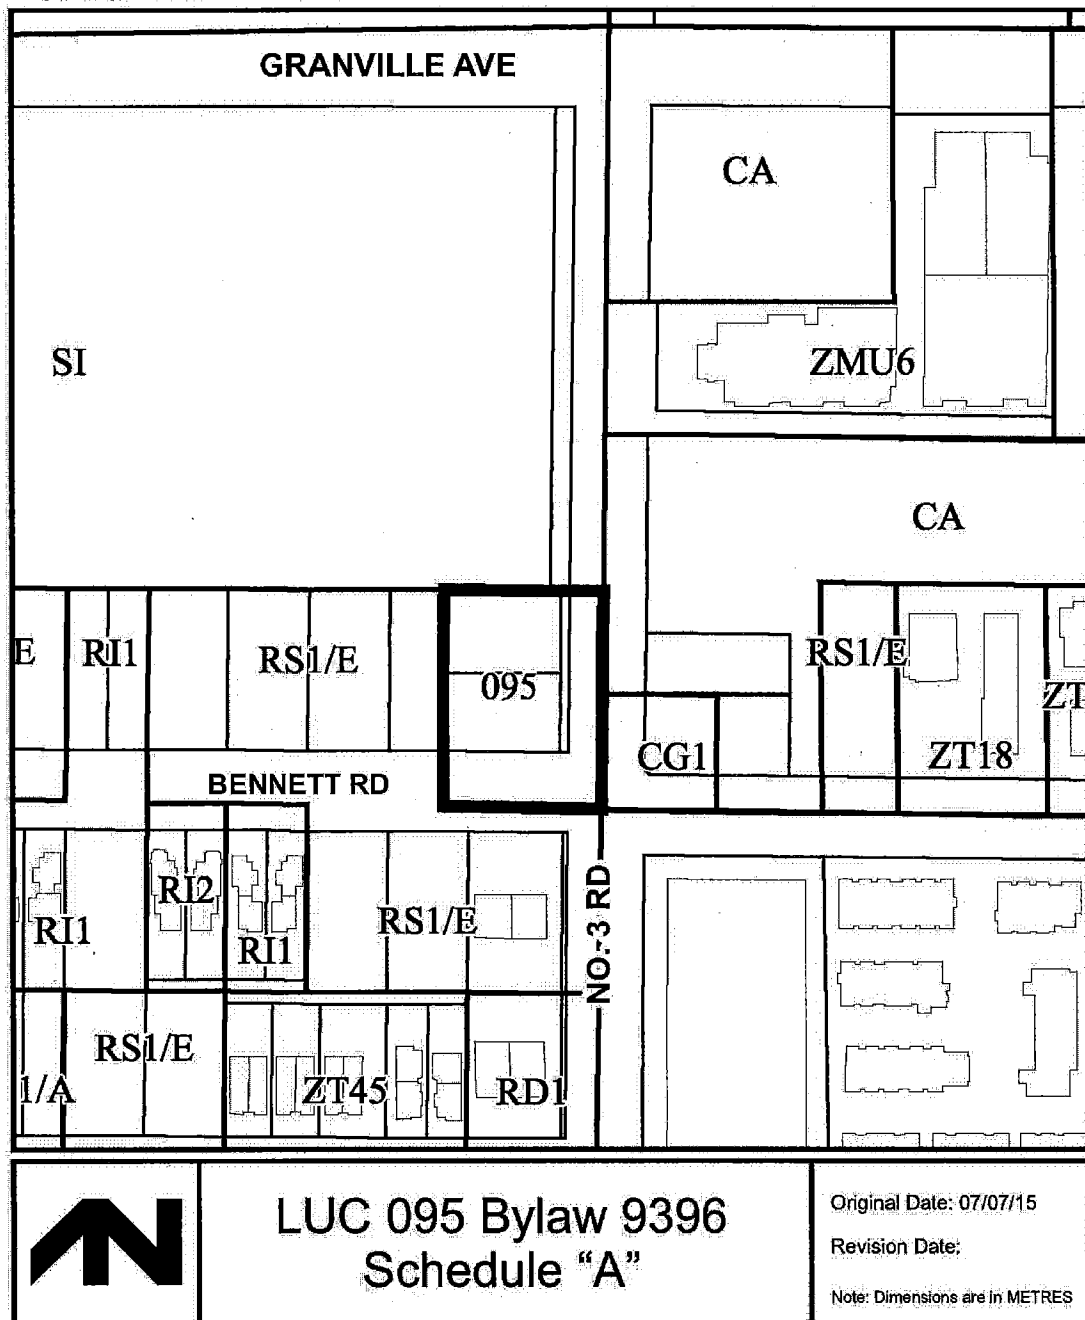 GRANVILLE AVE
CA
SI
ZMU6
CA
E
RI1
RS1/E
095
RS1/E
ZT
CG1
ZT18
BENNETT RD
RI2
RS1/E
RI1
RI1
NO. 3 RD
RS1/E
1/A
ZT45
RD1
LUC 095 Bylaw 9396
Schedule “A”
Original Date: 07/07/15
Revision Date:
Note: Dimensions are in METRES